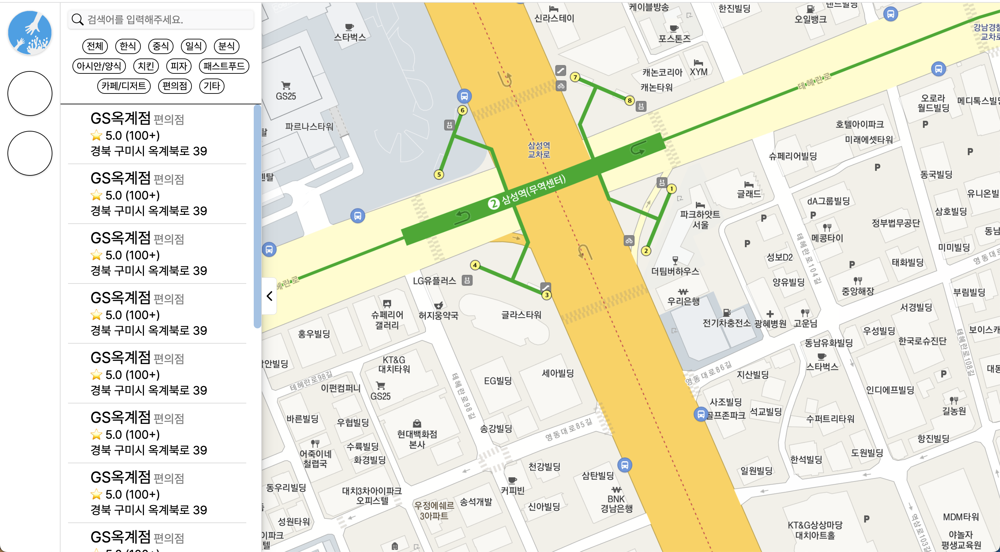 검색어를 입력해주세요.
전체 한식 중식 일식 분식
아시안/양식 치킨 피자 패스트푸드
카페/디저트 편의점 기타
GS옥계점 편의점
⭐ 5.0 (100+)
경북 구미시 옥계북로 39
GS옥계점 편의점
⭐ 5.0 (100+)
경북 구미시 옥계북로 39
GS옥계점 편의점
⭐ 5.0 (100+)
경북 구미시 옥계북로 39
GS옥계점 편의점
⭐ 5.0 (100+)
경북 구미시 옥계북로 39
GS옥계점 편의점
⭐ 5.0 (100+)
경북 구미시 옥계북로 39
GS옥계점 편의점
⭐ 5.0 (100+)
경북 구미시 옥계북로 39
GS옥계점 편의점
⭐ 5.0 (100+)
경북 구미시 옥계북로 39
GS옥계점 편의점
신라스테이
케이블방송
한진빌딩
오일뱅크
스타벅스
포스톤즈
강남경찰
교차로
캐논코리아
XYM
캐논타워
테헤란로
GS25
7
8
6
5
오로라
월드빌딩
메디톡스빌딩
파르나스타워
호텔아이파크
미래에셋타워
P
P
P
삼성역
교차로
슈페리어빌딩
동국빌딩
렌탈
2 삼성역(무역센터)
1
2
글래드
유니온빌
dA그룹빌딩
삼호빌딩
파크하얏트
서울
P
P
정부법무공단
메콩타이
동남
P
미미빌딩
테헤란로104길
영동대로
성보D2
태화빌딩
P
더팀버하우스
4
3
LG유플러스
양유빌딩
중앙해장
부림빌딩
우리은행
서경빌딩
슈페리어
갤러리
허지웅약국
글라스타워
전기차충전소
광혜병원
고운님
우성빌딩
보이스캐
홍우빌딩
동남유화빌딩
한국로슈진단
테헤란로108길
KT&G
대치타워
스타벅스
대동
안빌딩
세아빌딩
영동대로86길
지산빌딩
P
테헤란로98길
EG빌딩
이펀컴퍼니
GS25
테헤란로98길
인디에프빌딩
사조빌딩
길농원
골프존파크
석교빌딩
바른빌딩
우협빌딩
수퍼트리타워
현대백화점
본사
송강빌딩
영동대로85길
항진빌딩
수륙빌딩
어죽이네
철렵국
화경빌딩
도원빌딩
한석빌딩
천강빌딩
일원빌딩
삼탄빌딩
동우리빌딩
커피빈
대치3차아이파크
오피스텔
BNK
경남은행
송석개발
우정에쉐르
3아파트
신아빌딩
성원타워
P
MDM타워
KT&G상상마당
대치아트홀
역삼로103길
이파크
텔
야놀자
평생교육원